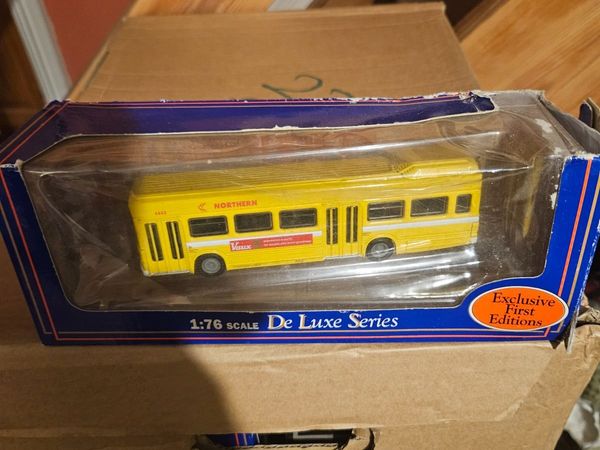 NORTHERN
Vaux
1:76 SCALE De Luxe Series
Exclusive
First
Editions